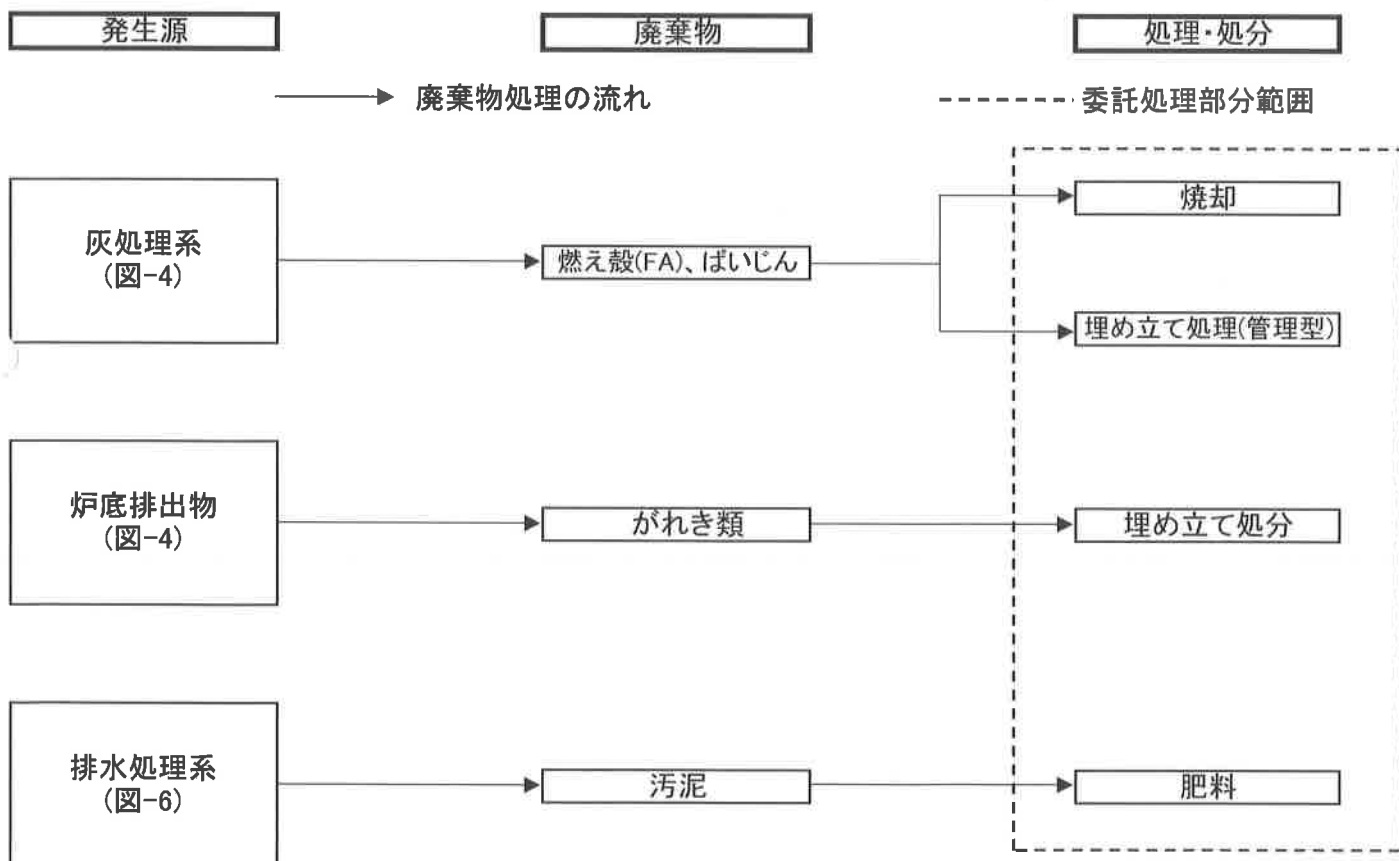 発生源
廃棄物
処理・処分
廃棄物処理の流れ
委託処理部分範囲
灰処理系
(図-4)
燃え殻(FA)、ばいじん
焼却
埋め立て処理(管理型)
炉底排出物
(図-4)
がれき類
埋め立て処分
排水処理系
(図-6)
汚泥
肥料